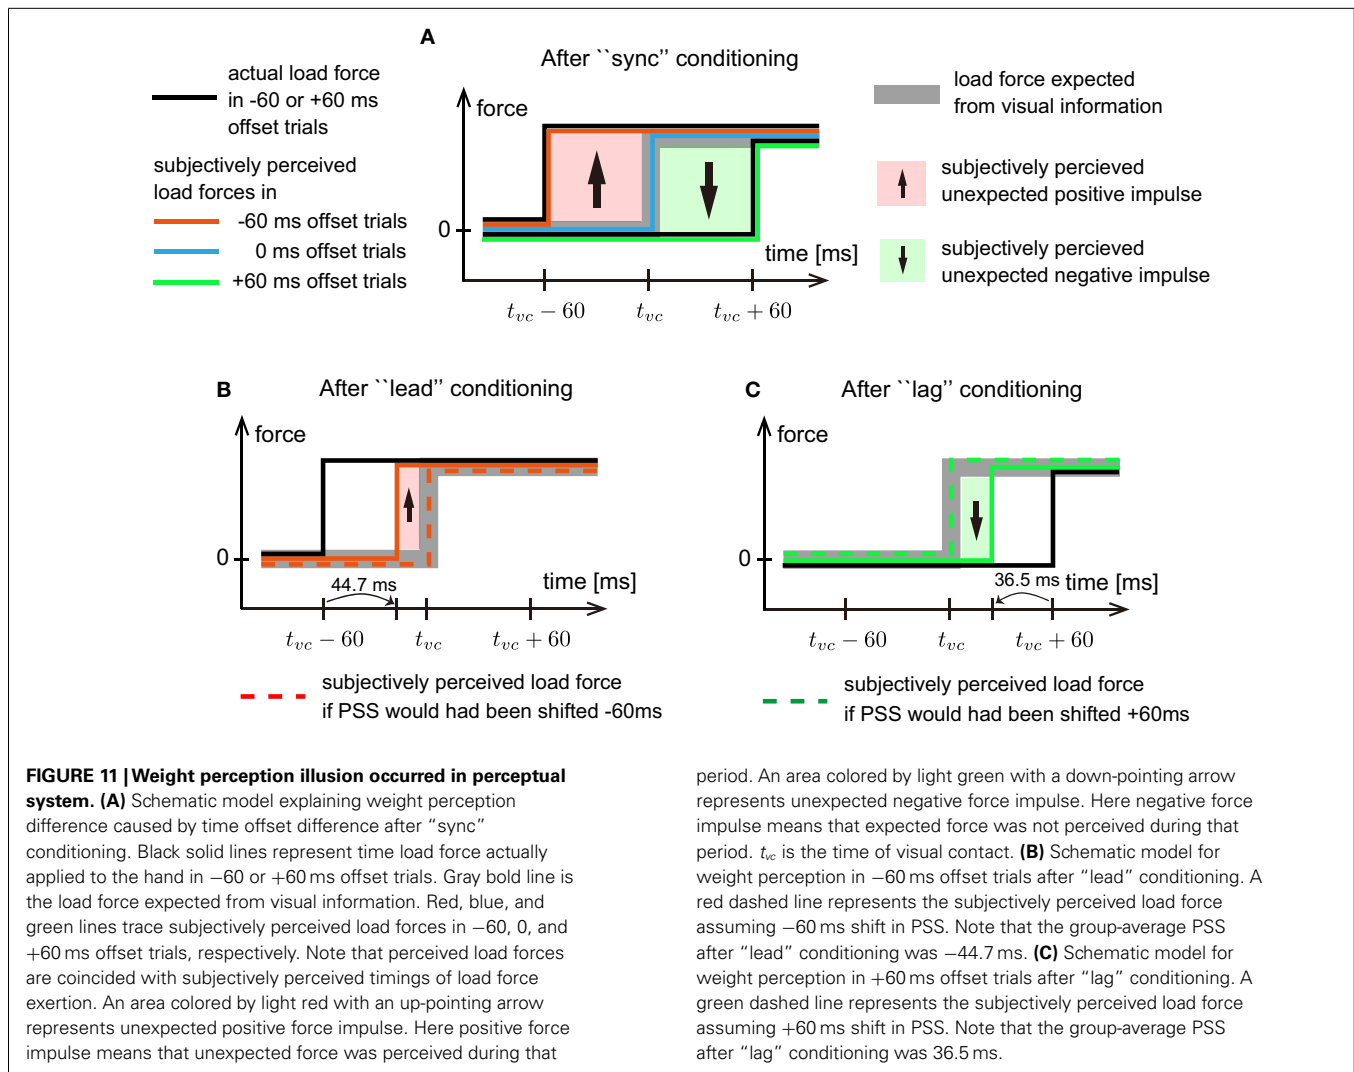 A
After ``sync'' conditioning
actual load force
in -60 or +60 ms
offset trials
subjectively perceived
load forces in
-60 ms offset trials
0 ms offset trials
+60 ms offset trials
force
0
time [ms]
t_vc − 60
t_vc
t_vc + 60
load force expected
from visual information
subjectively percieved
unexpected positive impulse
subjectively percieved
unexpected negative impulse
B
After ``lead'' conditioning
force
0
44.7 ms
time [ms]
t_vc − 60
t_vc
t_vc + 60
subjectively perceived load force
if PSS would had been shifted -60ms
C
After ``lag'' conditioning
force
0
36.5 ms
time [ms]
t_vc − 60
t_vc
t_vc + 60
subjectively perceived load force
if PSS would had been shifted +60ms
FIGURE 11 | Weight perception illusion occurred in perceptual
system. (A) Schematic model explaining weight perception
difference caused by time offset difference after “sync”
conditioning. Black solid lines represent time load force actually
applied to the hand in −60 or +60 ms offset trials. Gray bold line is
the load force expected from visual information. Red, blue, and
green lines trace subjectively perceived load forces in −60, 0, and
+60 ms offset trials, respectively. Note that perceived load forces
are coincided with subjectively perceived timings of load force
exertion. An area colored by light red with an up-pointing arrow
represents unexpected positive force impulse. Here positive force
impulse means that unexpected force was perceived during that
period. An area colored by light green with a down-pointing arrow
represents unexpected negative force impulse. Here negative force
impulse means that expected force was not perceived during that
period. t_vc is the time of visual contact. (B) Schematic model for
weight perception in −60 ms offset trials after “lead” conditioning. A
red dashed line represents the subjectively perceived load force
assuming −60 ms shift in PSS. Note that the group-average PSS
after “lead” conditioning was −44.7 ms. (C) Schematic model for
weight perception in +60 ms offset trials after “lag” conditioning. A
green dashed line represents the subjectively perceived load force
assuming +60 ms shift in PSS. Note that the group-average PSS
after “lag” conditioning was 36.5 ms.